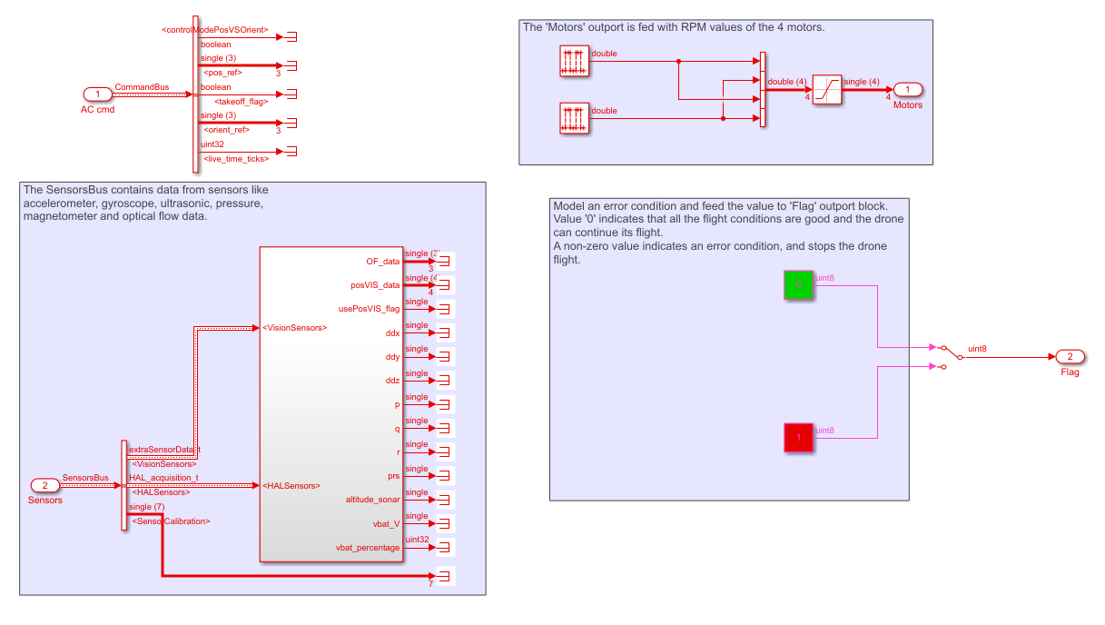 <controlModePosVSOrient>
boolean
single (3)
<pos_ref>
3
CommandBus
boolean
1
AC cmd
<takeoff_flag>
single (3)
<orient_ref>
3
uint32
<live_time_ticks>
The 'Motors' outport is fed with RPM values of the 4 motors.
double
double (4)
single (4)
4
4
1
Motors
double
The SensorsBus contains data from sensors like
accelerometer, gyroscope, ultrasonic, pressure,
magnetometer and optical flow data.
single (3)
OF_data
3
single (4)
posVIS_data
4
single
usePosVIS_flag
<VisionSensors>
single
ddx
single
ddy
single
ddz
single
p
single
q
single
r
single
prs
single
altitude_sonar
single
vbat_V
uint32
vbat_percentage
extraSensorData_t
<VisionSensors>
SensorsBus
HAL_acquisition_t
2
Sensors
<HALSensors>
<HALSensors>
single (7)
<SensorCalibration>
7
Model an error condition and feed the value to 'Flag' outport block.
Value '0' indicates that all the flight conditions are good and the drone
can continue its flight.
A non-zero value indicates an error condition, and stops the drone
flight.
0
uint8
uint8
2
Flag
1
uint8